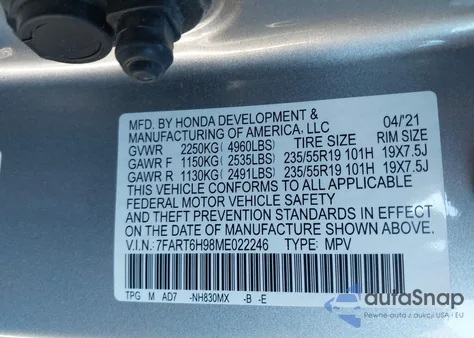 MFD. BY HONDA DEVELOPMENT & 04/'21
MANUFACTURING OF AMERICA, LLC
GVWR 2250KG ( 4960LBS) TIRE SIZE RIM SIZE
GAWR F 1150KG ( 2535LBS) 235/55R19 101H 19X7.5J
GAWR R 1130KG ( 2491LBS) 235/55R19 101H 19X7.5J
THIS VEHICLE CONFORMS TO ALL APPLICABLE
FEDERAL MOTOR VEHICLE SAFETY
AND THEFT PREVENTION STANDARDS IN EFFECT
ON THE DATE OF MANUFACTURE SHOWN ABOVE.
V.I.N.: 7FART6H98ME022246 TYPE: MPV
TPG M AD7 -NH830MX -B -E
autoSnap
Pewne auta z USA